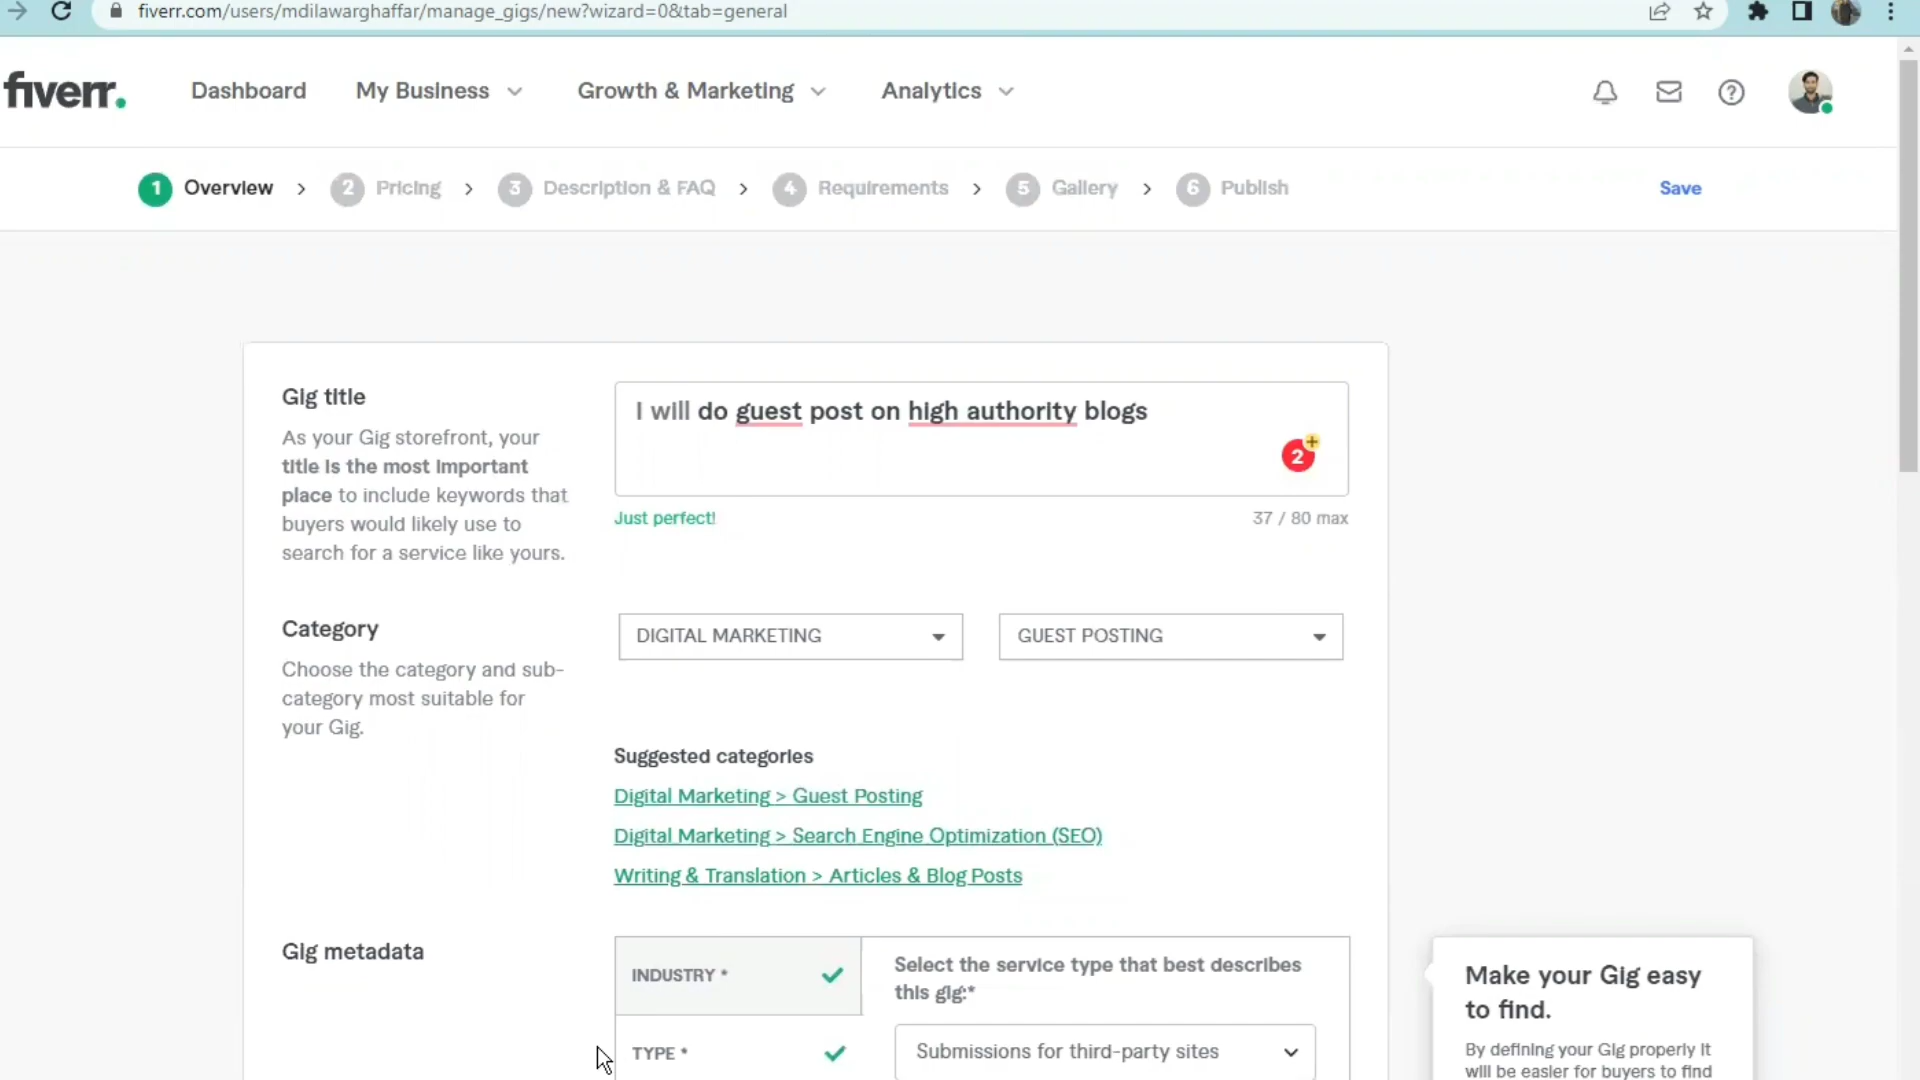 fiverr.com/users/mdilawarghaffar/manage_gigs/new?wizard=0&tab=general
fiverr.
Dashboard My Business Growth & Marketing Analytics
1 Overview 2 Pricing 3 Description & FAQ 4 Requirements 5 Gallery 6 Publish Save
Gig title
As your Gig storefront, your
title is the most important
place to include keywords that
buyers would likely use to
search for a service like yours.
I will do guest post on high authority blogs
2
Just perfect! 37 / 80 max
Category
Choose the category and sub-
category most suitable for
your Gig.
DIGITAL MARKETING GUEST POSTING
Suggested categories
Digital Marketing > Guest Posting
Digital Marketing > Search Engine Optimization (SEO)
Writing & Translation > Articles & Blog Posts
Gig metadata
INDUSTRY *
TYPE *
Select the service type that best describes
this gig:*
Submissions for third-party sites
Make your Gig easy
to find.
By defining your Gig properly it
will be easier for buyers to find